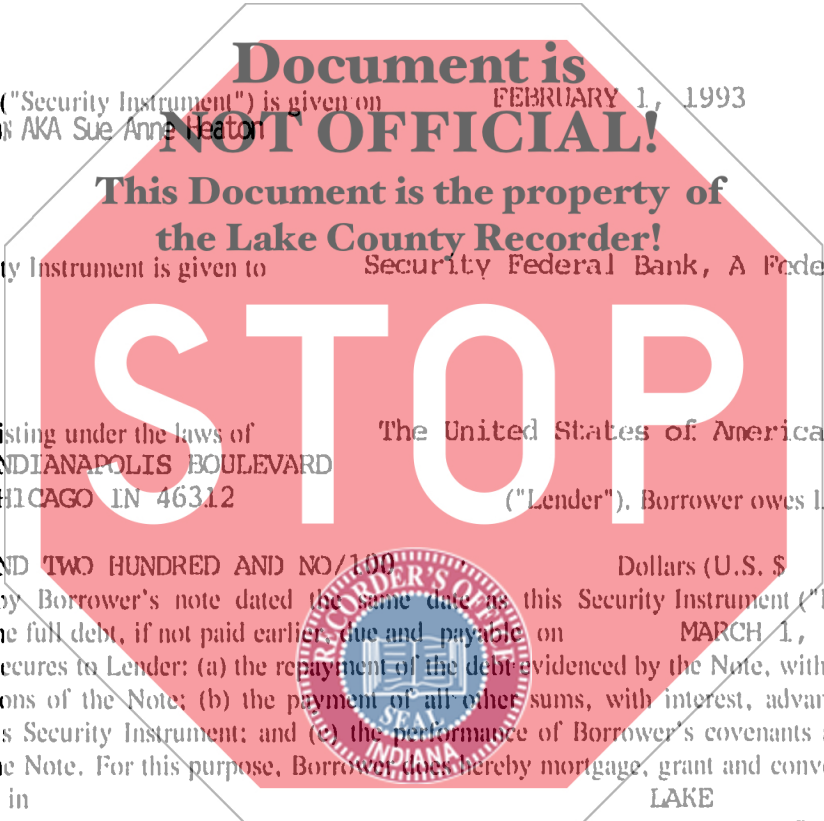 Document is
("Security Instrument") is given on FEBRUARY 1, 1993
AKA Sue Anne Heaton
NOT OFFICIAL!
This Document is the property of
the Lake County Recorder!
ty Instrument is given to Security Federal Bank, A Fede
STOP
isting under the laws of The United States of America
NDIANAPOLIS BOULEVARD
HICAGO IN 46312 ("Lender"). Borrower owes L
ND TWO HUNDRED AND NO/100 Dollars (U.S. $
by Borrower's note dated the same date as this Security Instrument ("
e full debt, if not paid earlier, due and payable on MARCH 1,
ecures to Lender: (a) the repayment of the debt evidenced by the Note, with
ons of the Note; (b) the payment of all other sums, with interest, advan
s Security Instrument; and (c) the performance of Borrower's covenants a
e Note. For this purpose, Borrower does hereby mortgage, grant and conve
in LAKE
RECORDER'S OFFICE
SEAL
INDIANA